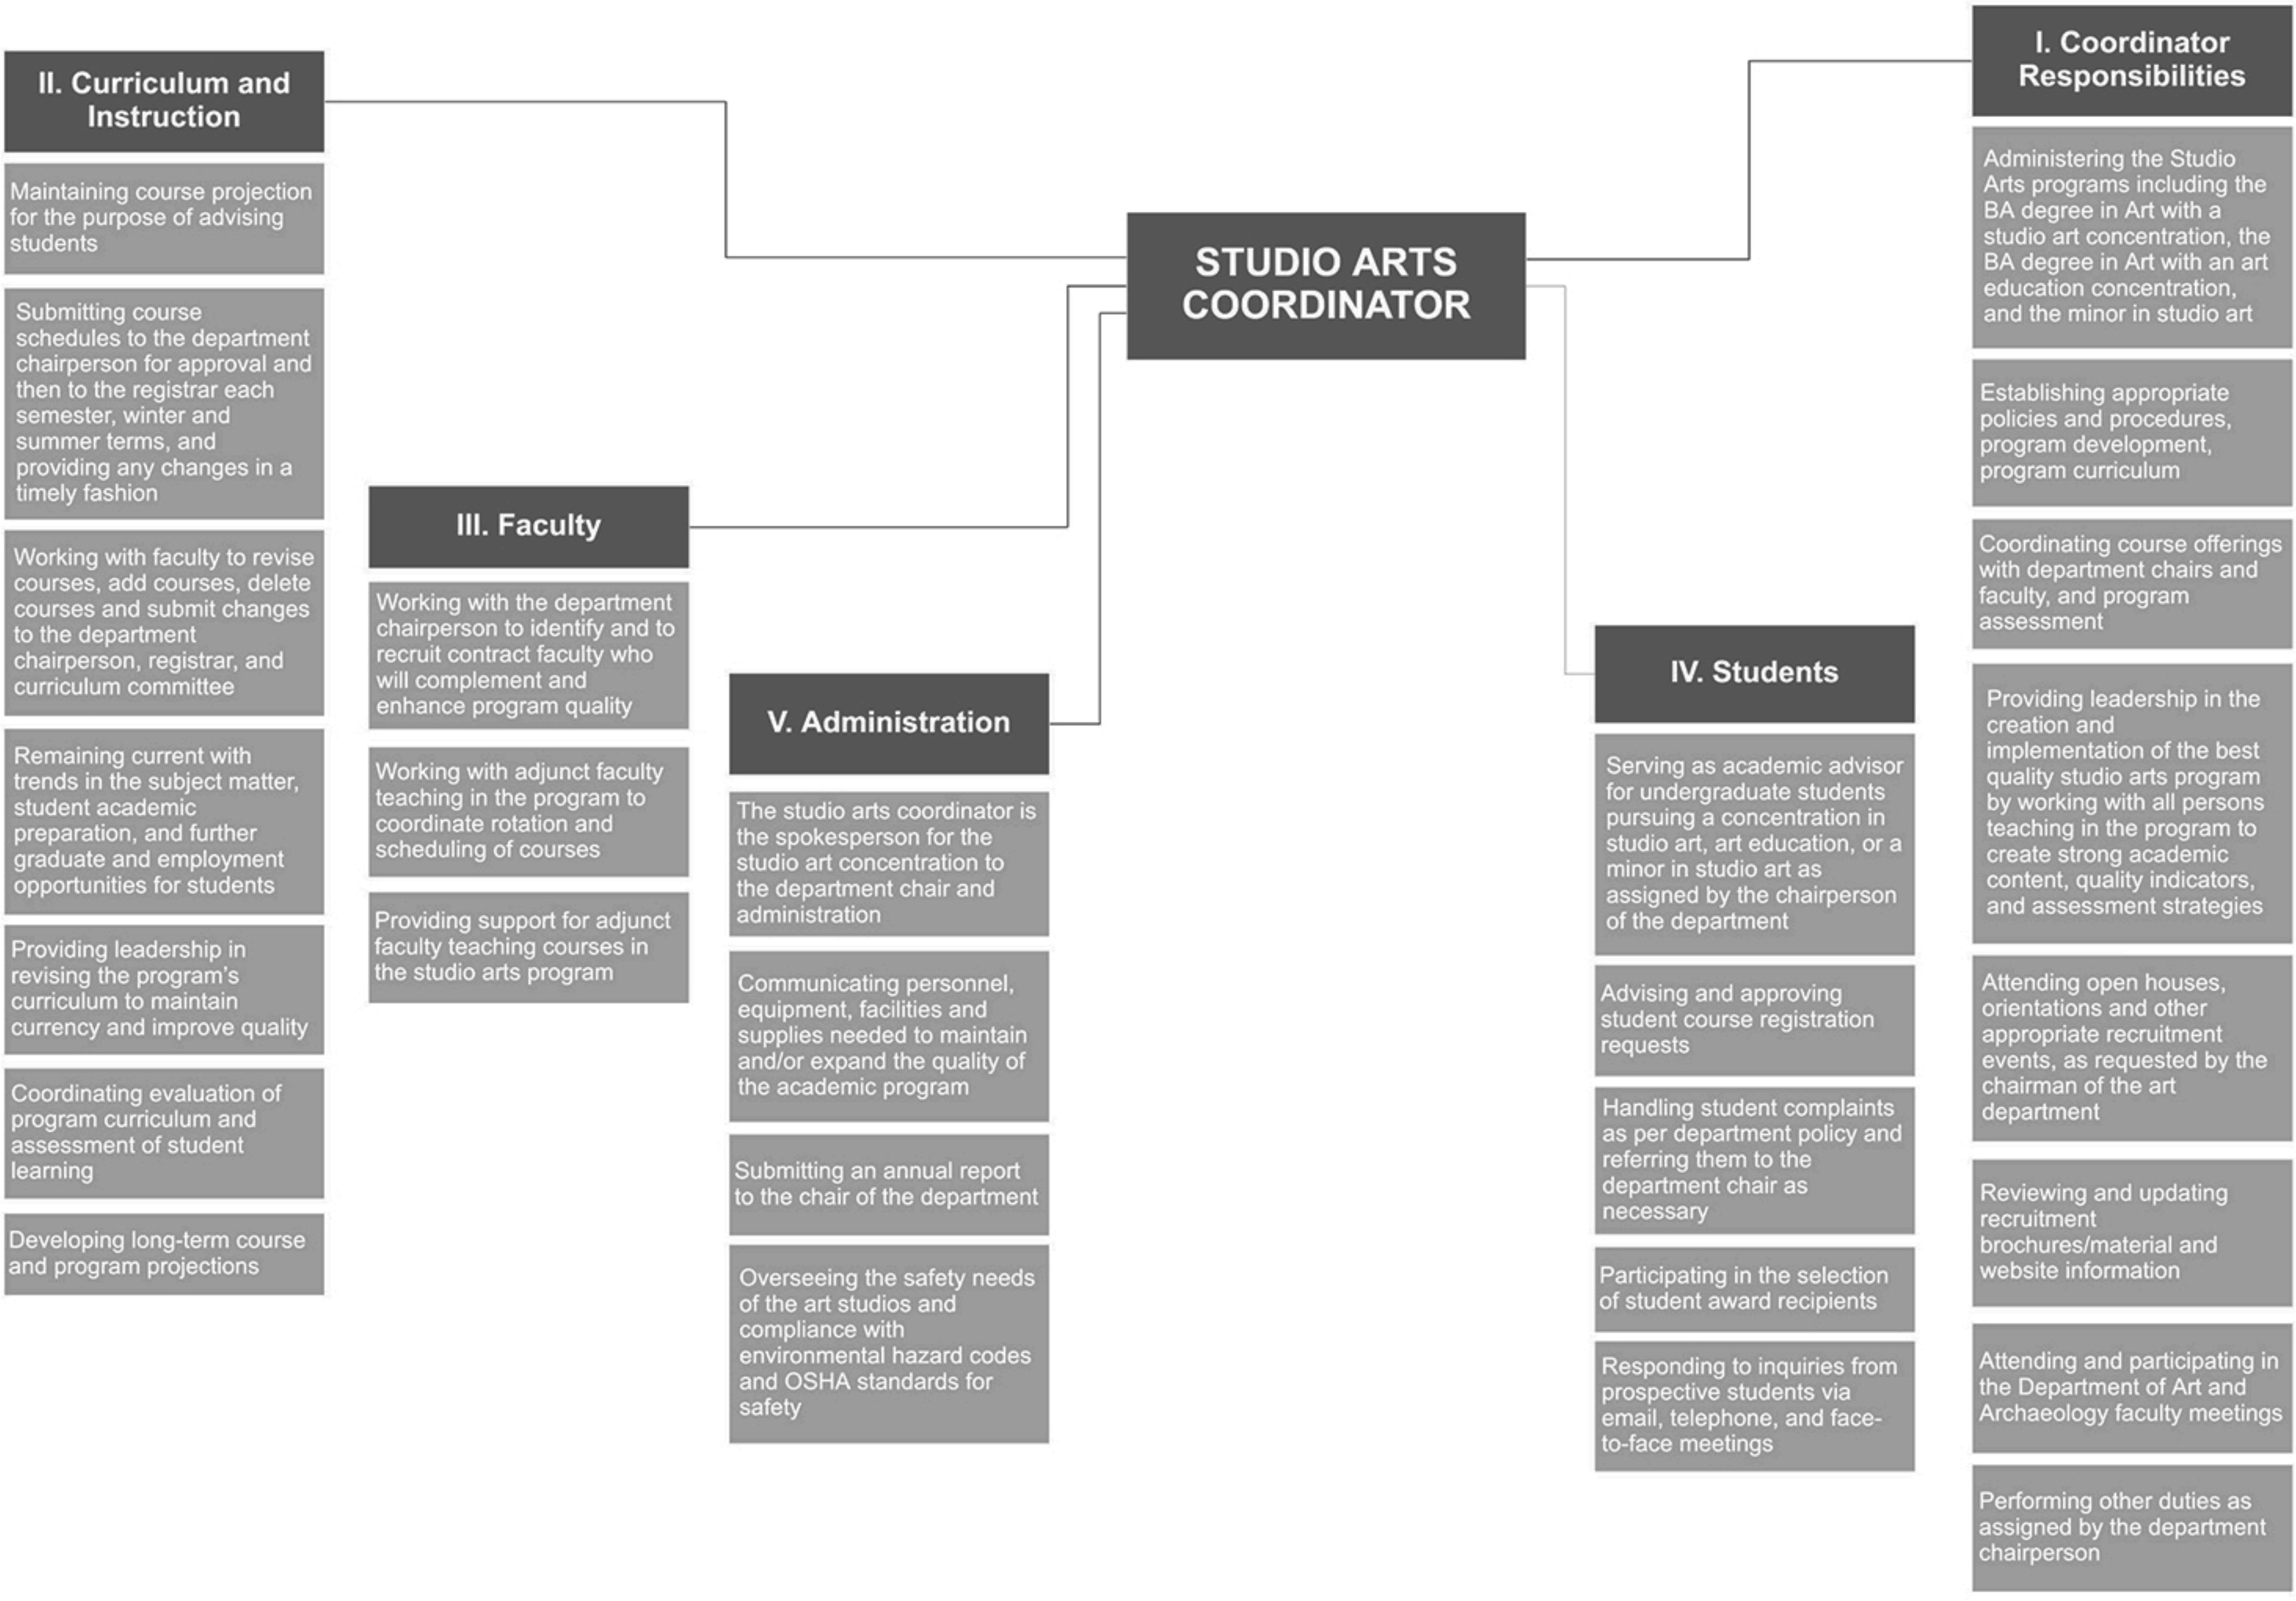 STUDIO ARTS
COORDINATOR
I. Coordinator
Responsibilities
Administering the Studio
Arts programs including the
BA degree in Art with a
studio art concentration, the
BA degree in Art with an art
education concentration,
and the minor in studio art
Establishing appropriate
policies and procedures,
program development,
program curriculum
Coordinating course offerings
with department chairs and
faculty, and program
assessment
Providing leadership in the
creation and
implementation of the best
quality studio arts program
by working with all persons
teaching in the program to
create strong academic
content, quality indicators,
and assessment strategies
Attending open houses,
orientations and other
appropriate recruitment
events, as requested by the
chairman of the art
department
Reviewing and updating
recruitment
brochures/material and
website information
Attending and participating in
the Department of Art and
Archaeology faculty meetings
Performing other duties as
assigned by the department
chairperson
II. Curriculum and
Instruction
Maintaining course projection
for the purpose of advising
students
Submitting course
schedules to the department
chairperson for approval and
then to the registrar each
semester, winter and
summer terms, and
providing any changes in a
timely fashion
Working with faculty to revise
courses, add courses, delete
courses and submit changes
to the department
chairperson, registrar, and
curriculum committee
Remaining current with
trends in the subject matter,
student academic
preparation, and further
graduate and employment
opportunities for students
Providing leadership in
revising the program's
curriculum to maintain
currency and improve quality
Coordinating evaluation of
program curriculum and
assessment of student
learning
Developing long-term course
and program projections
III. Faculty
Working with the department
chairperson to identify and to
recruit contract faculty who
will complement and
enhance program quality
Working with adjunct faculty
teaching in the program to
coordinate rotation and
scheduling of courses
Providing support for adjunct
faculty teaching courses in
the studio arts program
IV. Students
Serving as academic advisor
for undergraduate students
pursuing a concentration in
studio art, art education, or a
minor in studio art as
assigned by the chairperson
of the department
Advising and approving
student course registration
requests
Handling student complaints
as per department policy and
referring them to the
department chair as
necessary
Participating in the selection
of student award recipients
Responding to inquiries from
prospective students via
email, telephone, and face-
to-face meetings
V. Administration
The studio arts coordinator is
the spokesperson for the
studio art concentration to
the department chair and
administration
Communicating personnel,
equipment, facilities and
supplies needed to maintain
and/or expand the quality of
the academic program
Submitting an annual report
to the chair of the department
Overseeing the safety needs
of the art studios and
compliance with
environmental hazard codes
and OSHA standards for
safety